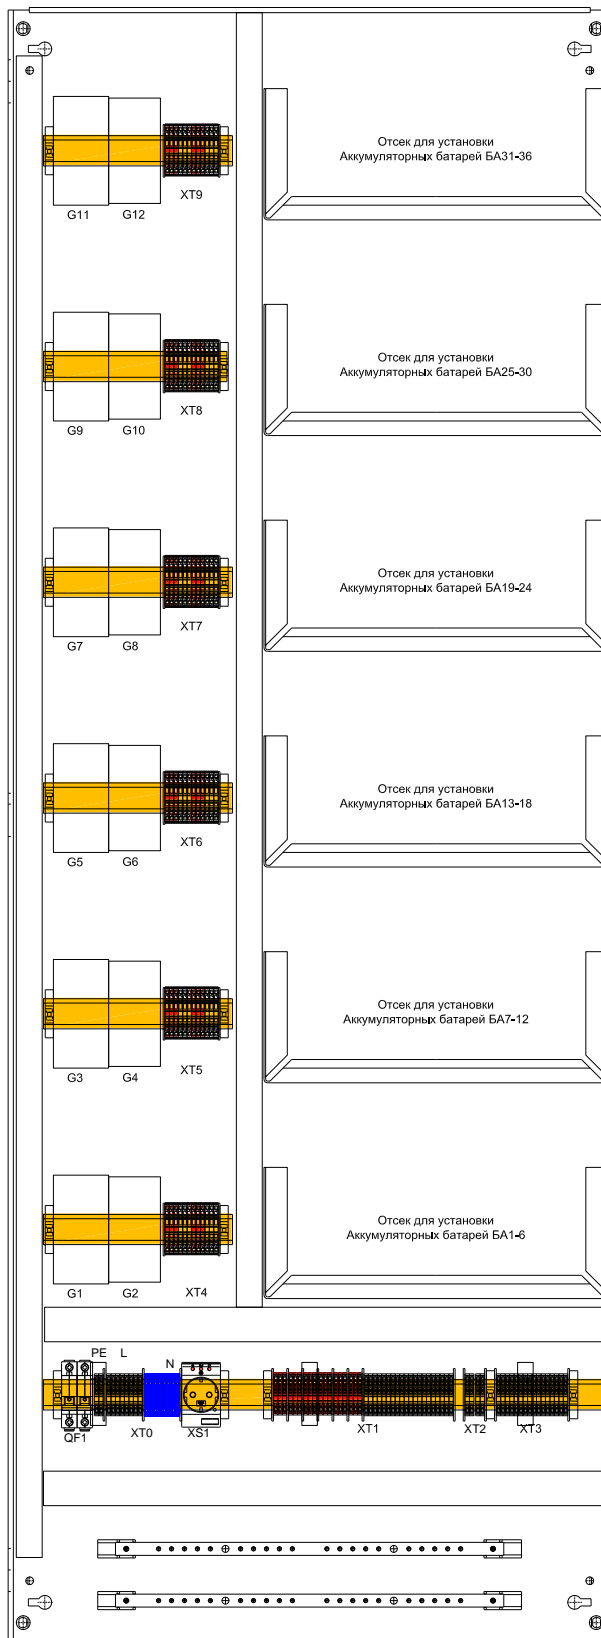 Отсек для установки
Аккумуляторных батарей БА31-36
G11 G12 XT9
Отсек для установки
Аккумуляторных батарей БА25-30
G9 G10 XT8
Отсек для установки
Аккумуляторных батарей БА19-24
G7 G8 XT7
Отсек для установки
Аккумуляторных батарей БА13-18
G5 G6 XT6
Отсек для установки
Аккумуляторных батарей БА7-12
G3 G4 XT5
Отсек для установки
Аккумуляторных батарей БА1-6
G1 G2 XT4
PE L N
QF1 XT0 XS1 XT1 XT2 XT3